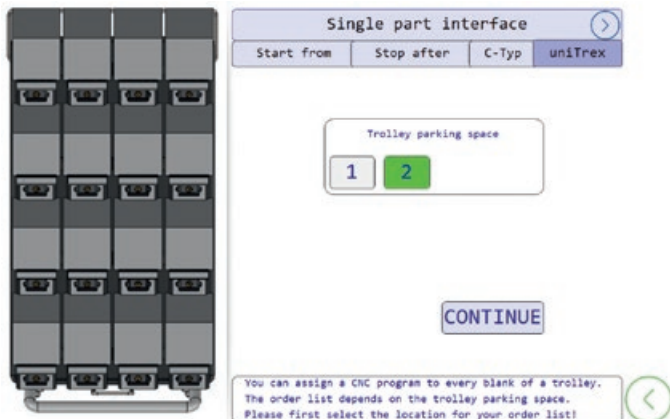 Single part interface
Start from Stop after C-Typ uniTrex
Trolley parking space
1 2
CONTINUE
You can assign a CNC program to every blank of a trolley.
The order list depends on the trolley parking space.
Please first select the location for your order list!